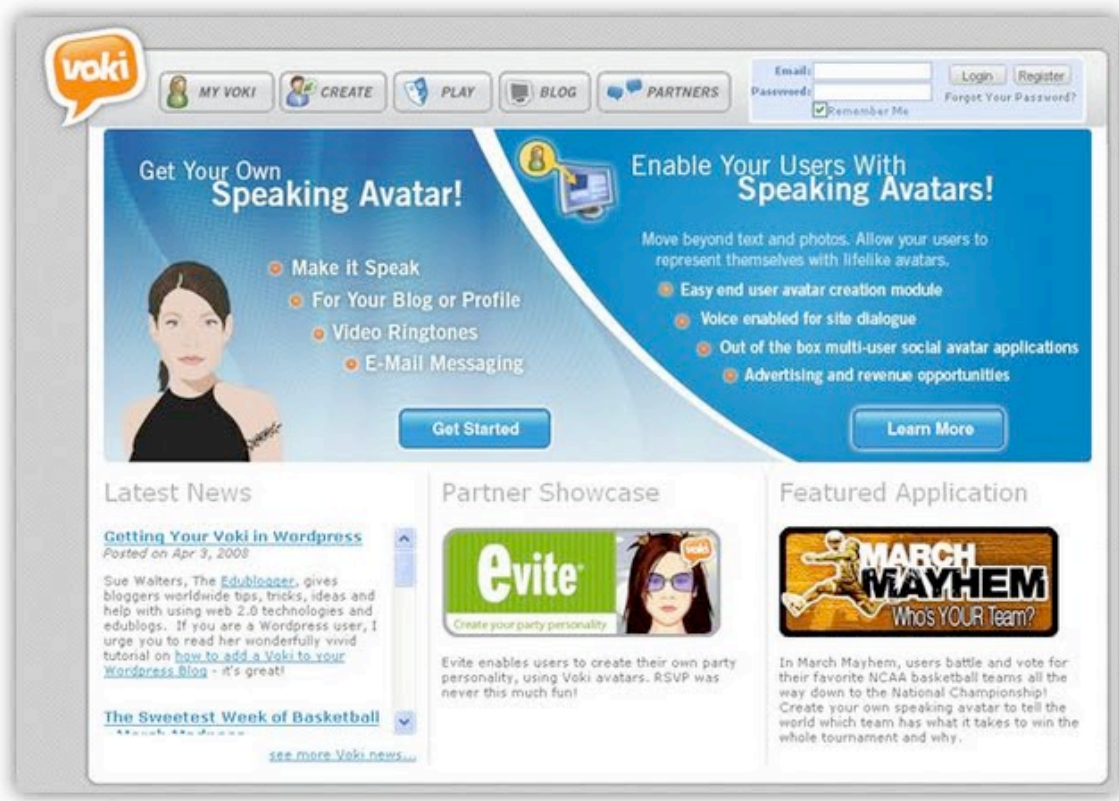 voki
MY VOKI
CREATE
PLAY
BLOG
PARTNERS
Email:
Login
Register
Password:
Forgot Your Password?
Remember Me
Get Your Own
Speaking Avatar!
Make it Speak
For Your Blog or Profile
Video Ringtones
E-Mail Messaging
Get Started
Enable Your Users With
Speaking Avatars!
Move beyond text and photos. Allow your users to
represent themselves with lifelike avatars.
Easy end user avatar creation module
Voice enabled for site dialogue
Out of the box multi-user social avatar applications
Advertising and revenue opportunities
Learn More
Latest News
Getting Your Voki in Wordpress
Posted on Apr 3, 2008
Sue Walters, The Edublogger, gives
bloggers worldwide tips, tricks, ideas and
help with using web 2.0 technologies and
edublogs. If you are a Wordpress user, I
urge you to read her wonderfully vivid
tutorial on how to add a Voki to your
Wordpress Blog - it's great!
The Sweetest Week of Basketball
- March Madness
see more Voki news...
Partner Showcase
evite
voki
Create your party personality
Evite enables users to create their own party
personality, using Voki avatars. RSVP was
never this much fun!
Featured Application
MARCH
MAYHEM
Who's YOUR Team?
In March Mayhem, users battle and vote for
their favorite NCAA basketball teams all the
way down to the National Championship!
Create your own speaking avatar to tell the
world which team has what it takes to win the
whole tournament and why.